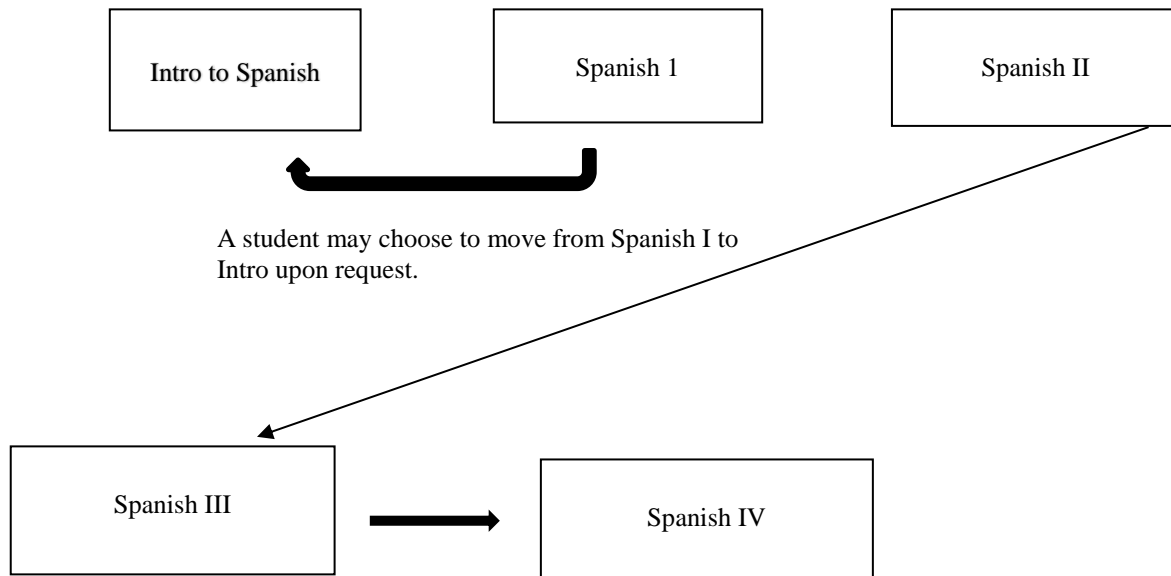 Intro to Spanish
Spanish 1
Spanish II
A student may choose to move from Spanish I to
Intro upon request.
Spanish III
Spanish IV